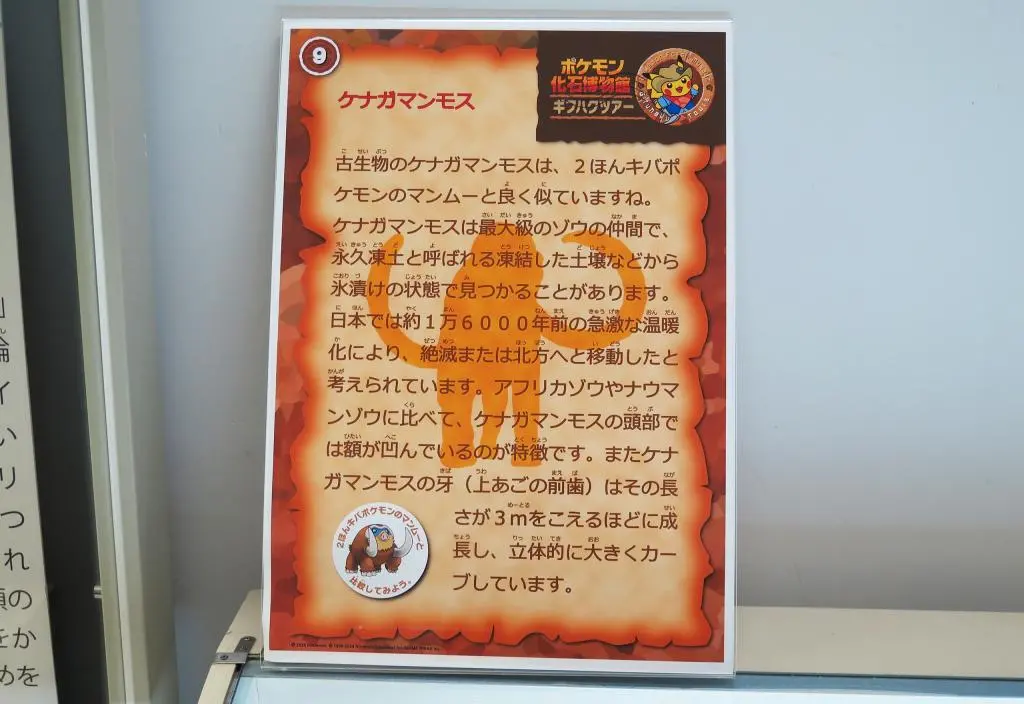 9
ポケモン
化石博物館
ギフハクツアー
ケナガマンモス
古生物のケナガマンモスは、2ほんキバポ
ケモンのマンムーと良く似ていますね。
ケナガマンモスは最大級のゾウの仲間で、
永久凍土と呼ばれる凍結した土壌などから
氷漬けの状態で見つかることがあります。
日本では約1万6000年前の急激な温暖
化により、絶滅または北方へと移動したと
考えられています。アフリカゾウやナウマ
ンゾウに比べて、ケナガマンモスの頭部で
は額が凹んでいるのが特徴です。またケナ
ガマンモスの牙(上あごの前歯)はその長
さが3mをこえるほどに成
長し、立体的に大きくカー
ブしています。
2ほんキバポケモンのマンムーと
比較してみよう。
イ
い
リ
つ
れ
の
をか
めを